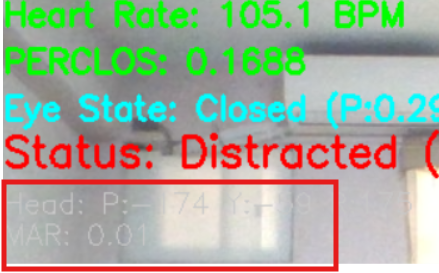 Heart Rate: 105.1 BPM
PERCLOS: 0.1688
Eye State: Closed (P:0.29
Status: Distracted (
Head: P:-174 Y:-
MAR: 0.01